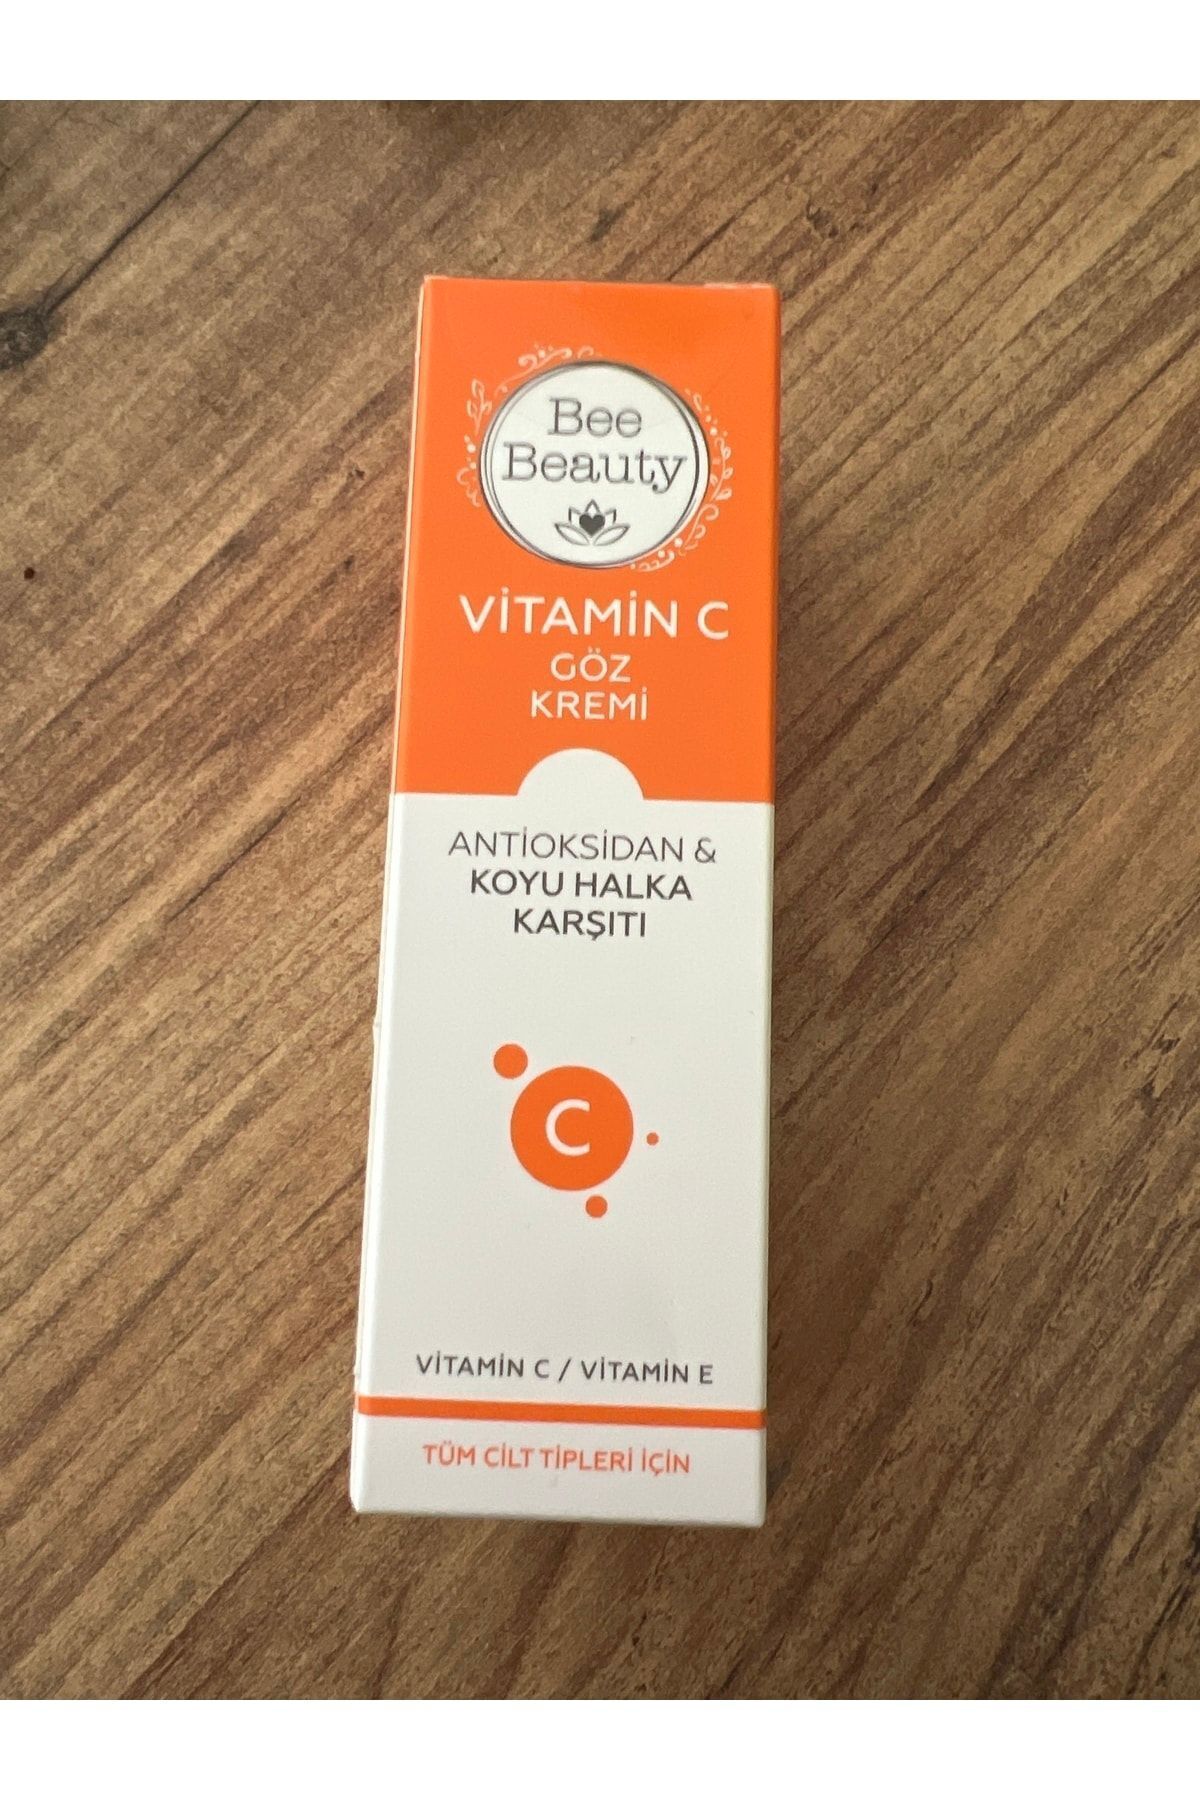 Bee
Beauty
VİTAMİN C
GÖZ
KREMİ
ANTİOKSİDAN &
KOYU HALKA
KARŞITI
C
VİTAMİN C / VİTAMİN E
TÜM CİLT TİPLERİ İÇİN